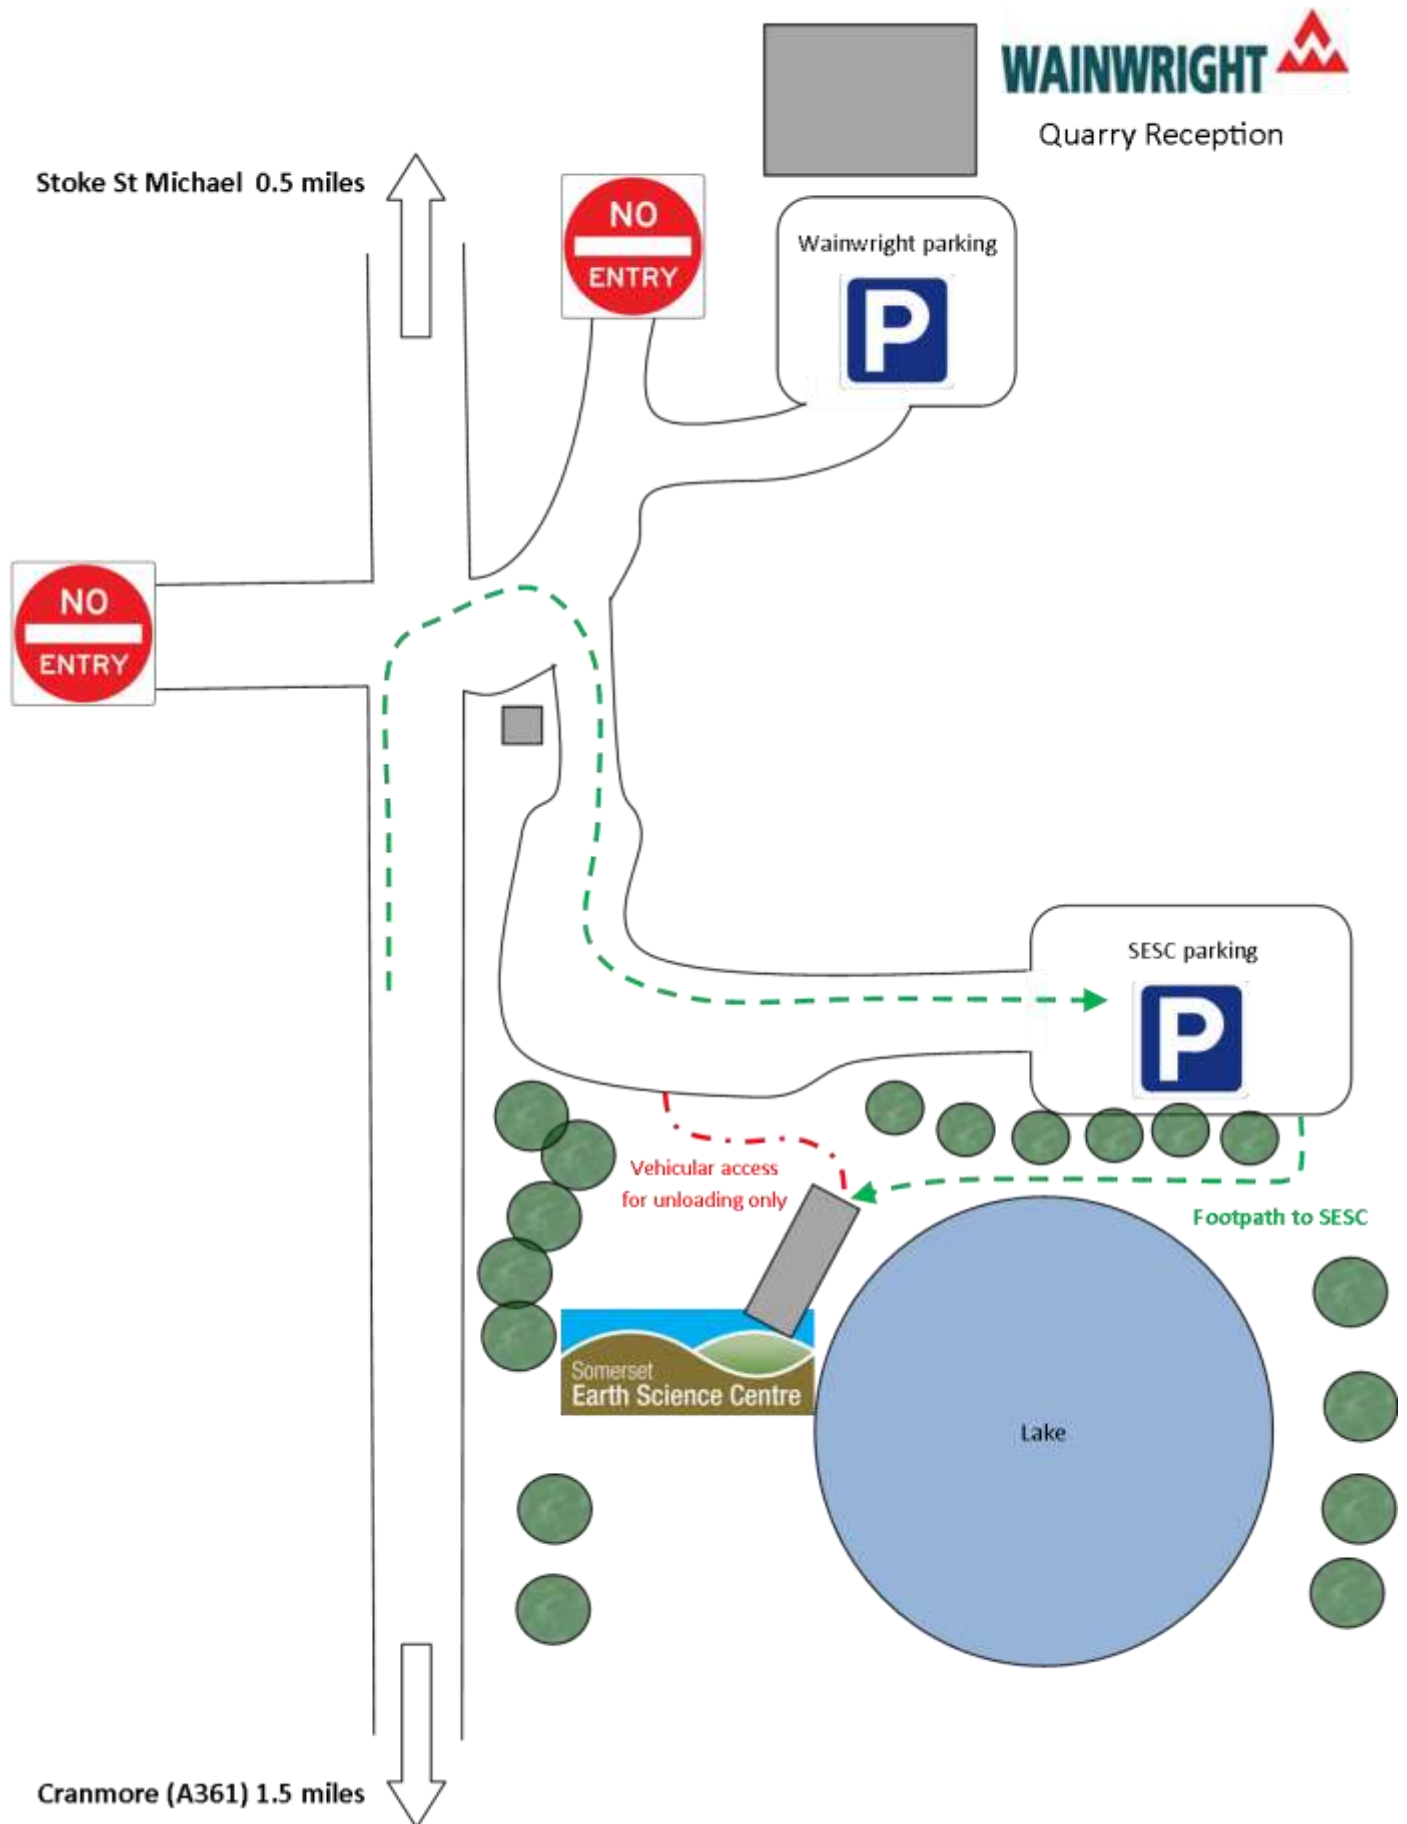 WAINWRIGHT
Quarry Reception
Stoke St Michael 0.5 miles
NO
ENTRY
Wainwright parking
P
NO
ENTRY
SESC parking
P
Vehicular access
for unloading only
Footpath to SESC
Somerset
Earth Science Centre
Lake
Cranmore (A361) 1.5 miles